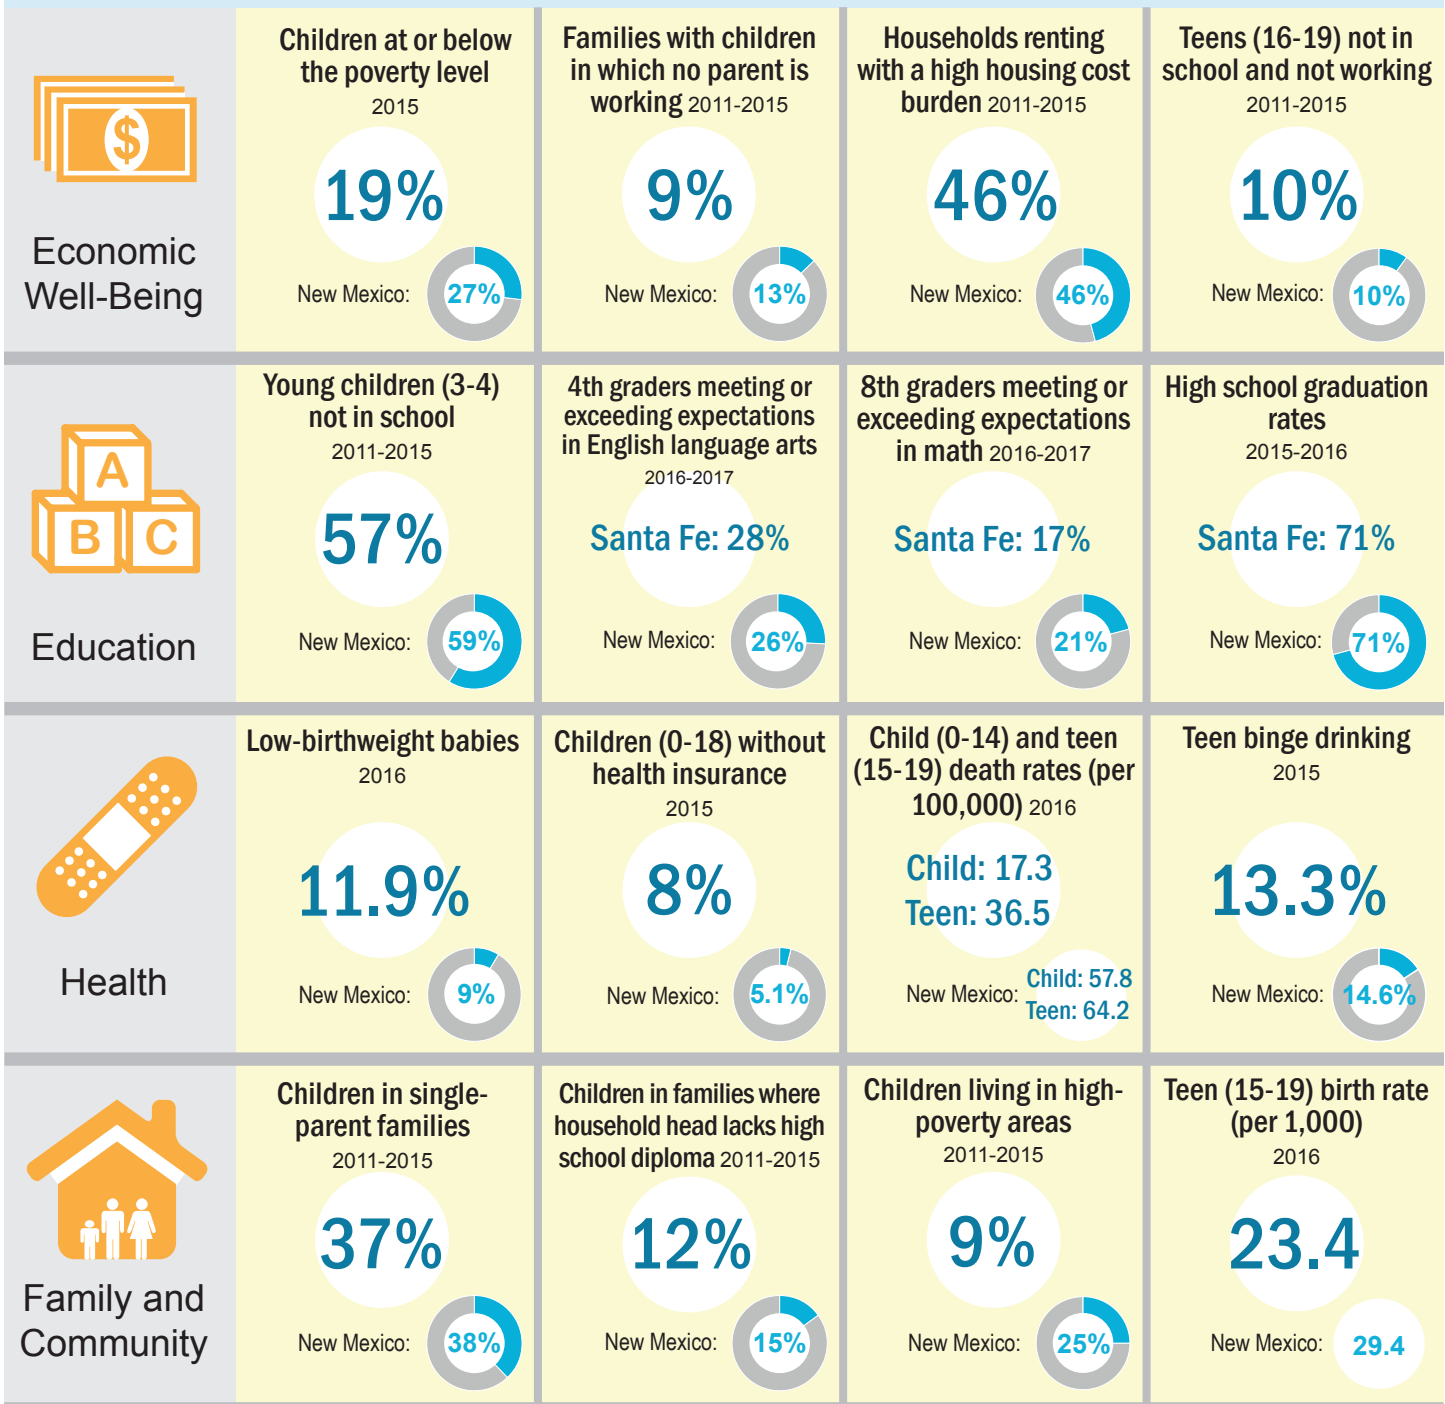 $
Economic
Well-Being
Children at or below
the poverty level
2015
19%
New Mexico:
27%
Families with children
in which no parent is
working 2011-2015
9%
New Mexico:
13%
Households renting
with a high housing cost
burden 2011-2015
46%
New Mexico:
46%
Teens (16-19) not in
school and not working
2011-2015
10%
New Mexico:
10%
A
B C
Education
Young children (3-4)
not in school
2011-2015
57%
New Mexico:
59%
4th graders meeting or
exceeding expectations
in English language arts
2016-2017
Santa Fe: 28%
New Mexico:
26%
8th graders meeting or
exceeding expectations
in math 2016-2017
Santa Fe: 17%
New Mexico:
21%
High school graduation
rates
2015-2016
Santa Fe: 71%
New Mexico:
71%
Health
Low-birthweight babies
2016
11.9%
New Mexico:
9%
Children (0-18) without
health insurance
2015
8%
New Mexico:
5.1%
Child (0-14) and teen
(15-19) death rates (per
100,000) 2016
Child: 17.3
Teen: 36.5
New Mexico:
Child: 57.8
Teen: 64.2
Teen binge drinking
2015
13.3%
New Mexico:
14.6%
Family and
Community
Children in single-
parent families
2011-2015
37%
New Mexico:
38%
Children in families where
household head lacks high
school diploma 2011-2015
12%
New Mexico:
15%
Children living in high-
poverty areas
2011-2015
9%
New Mexico:
25%
Teen (15-19) birth rate
(per 1,000)
2016
23.4
New Mexico:
29.4